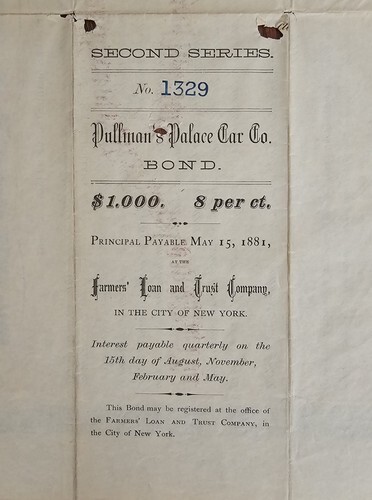 SECOND SERIES.
No. 1329
Pullman's Palace Car Co.
BOND.
$1.000. 8 per ct.
PRINCIPAL PAYABLE MAY 15, 1881,
AT THE
Farmers' Loan and Trust Company,
IN THE CITY OF NEW YORK.
Interest payable quarterly on the
15th day of August, November,
February and May.
This Bond may be registered at the office of
the FARMERS' LOAN AND TRUST COMPANY, in
the City of New York.